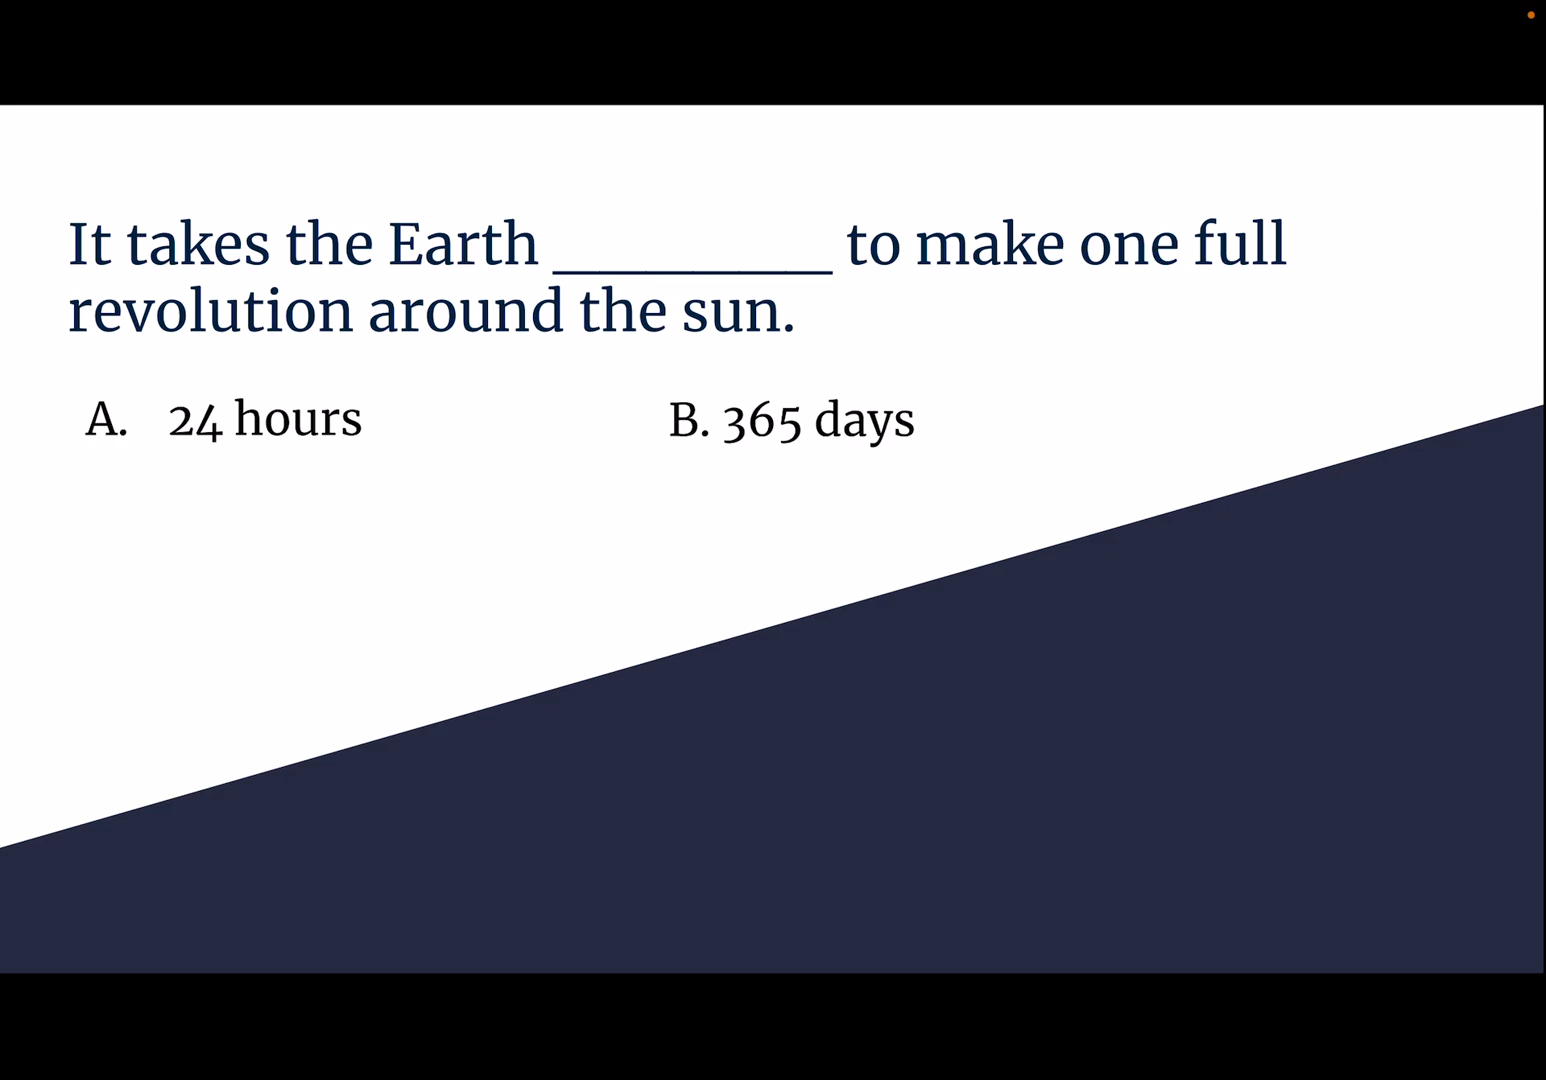 It takes the Earth __________ to make one full
revolution around the sun.
A. 24 hours
B. 365 days